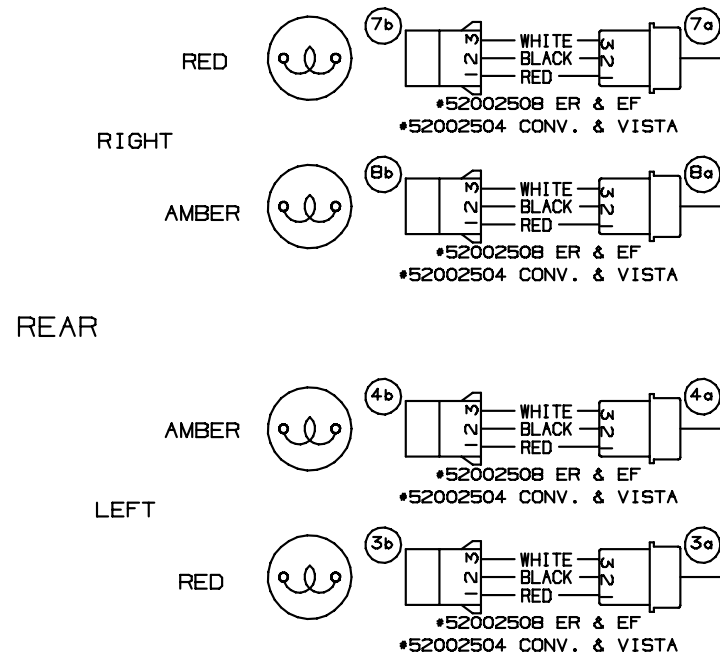 7b 7a
RED 3 WHITE 3
2 BLACK 2
1 RED 1
*52002508 ER & EF
*52002504 CONV. & VISTA
RIGHT
8b 8a
AMBER 3 WHITE 3
2 BLACK 2
1 RED 1
*52002508 ER & EF
*52002504 CONV. & VISTA
REAR
4b 4a
AMBER 3 WHITE 3
2 BLACK 2
1 RED 1
*52002508 ER & EF
*52002504 CONV. & VISTA
LEFT
3b 3a
RED 3 WHITE 3
2 BLACK 2
1 RED 1
*52002508 ER & EF
*52002504 CONV. & VISTA